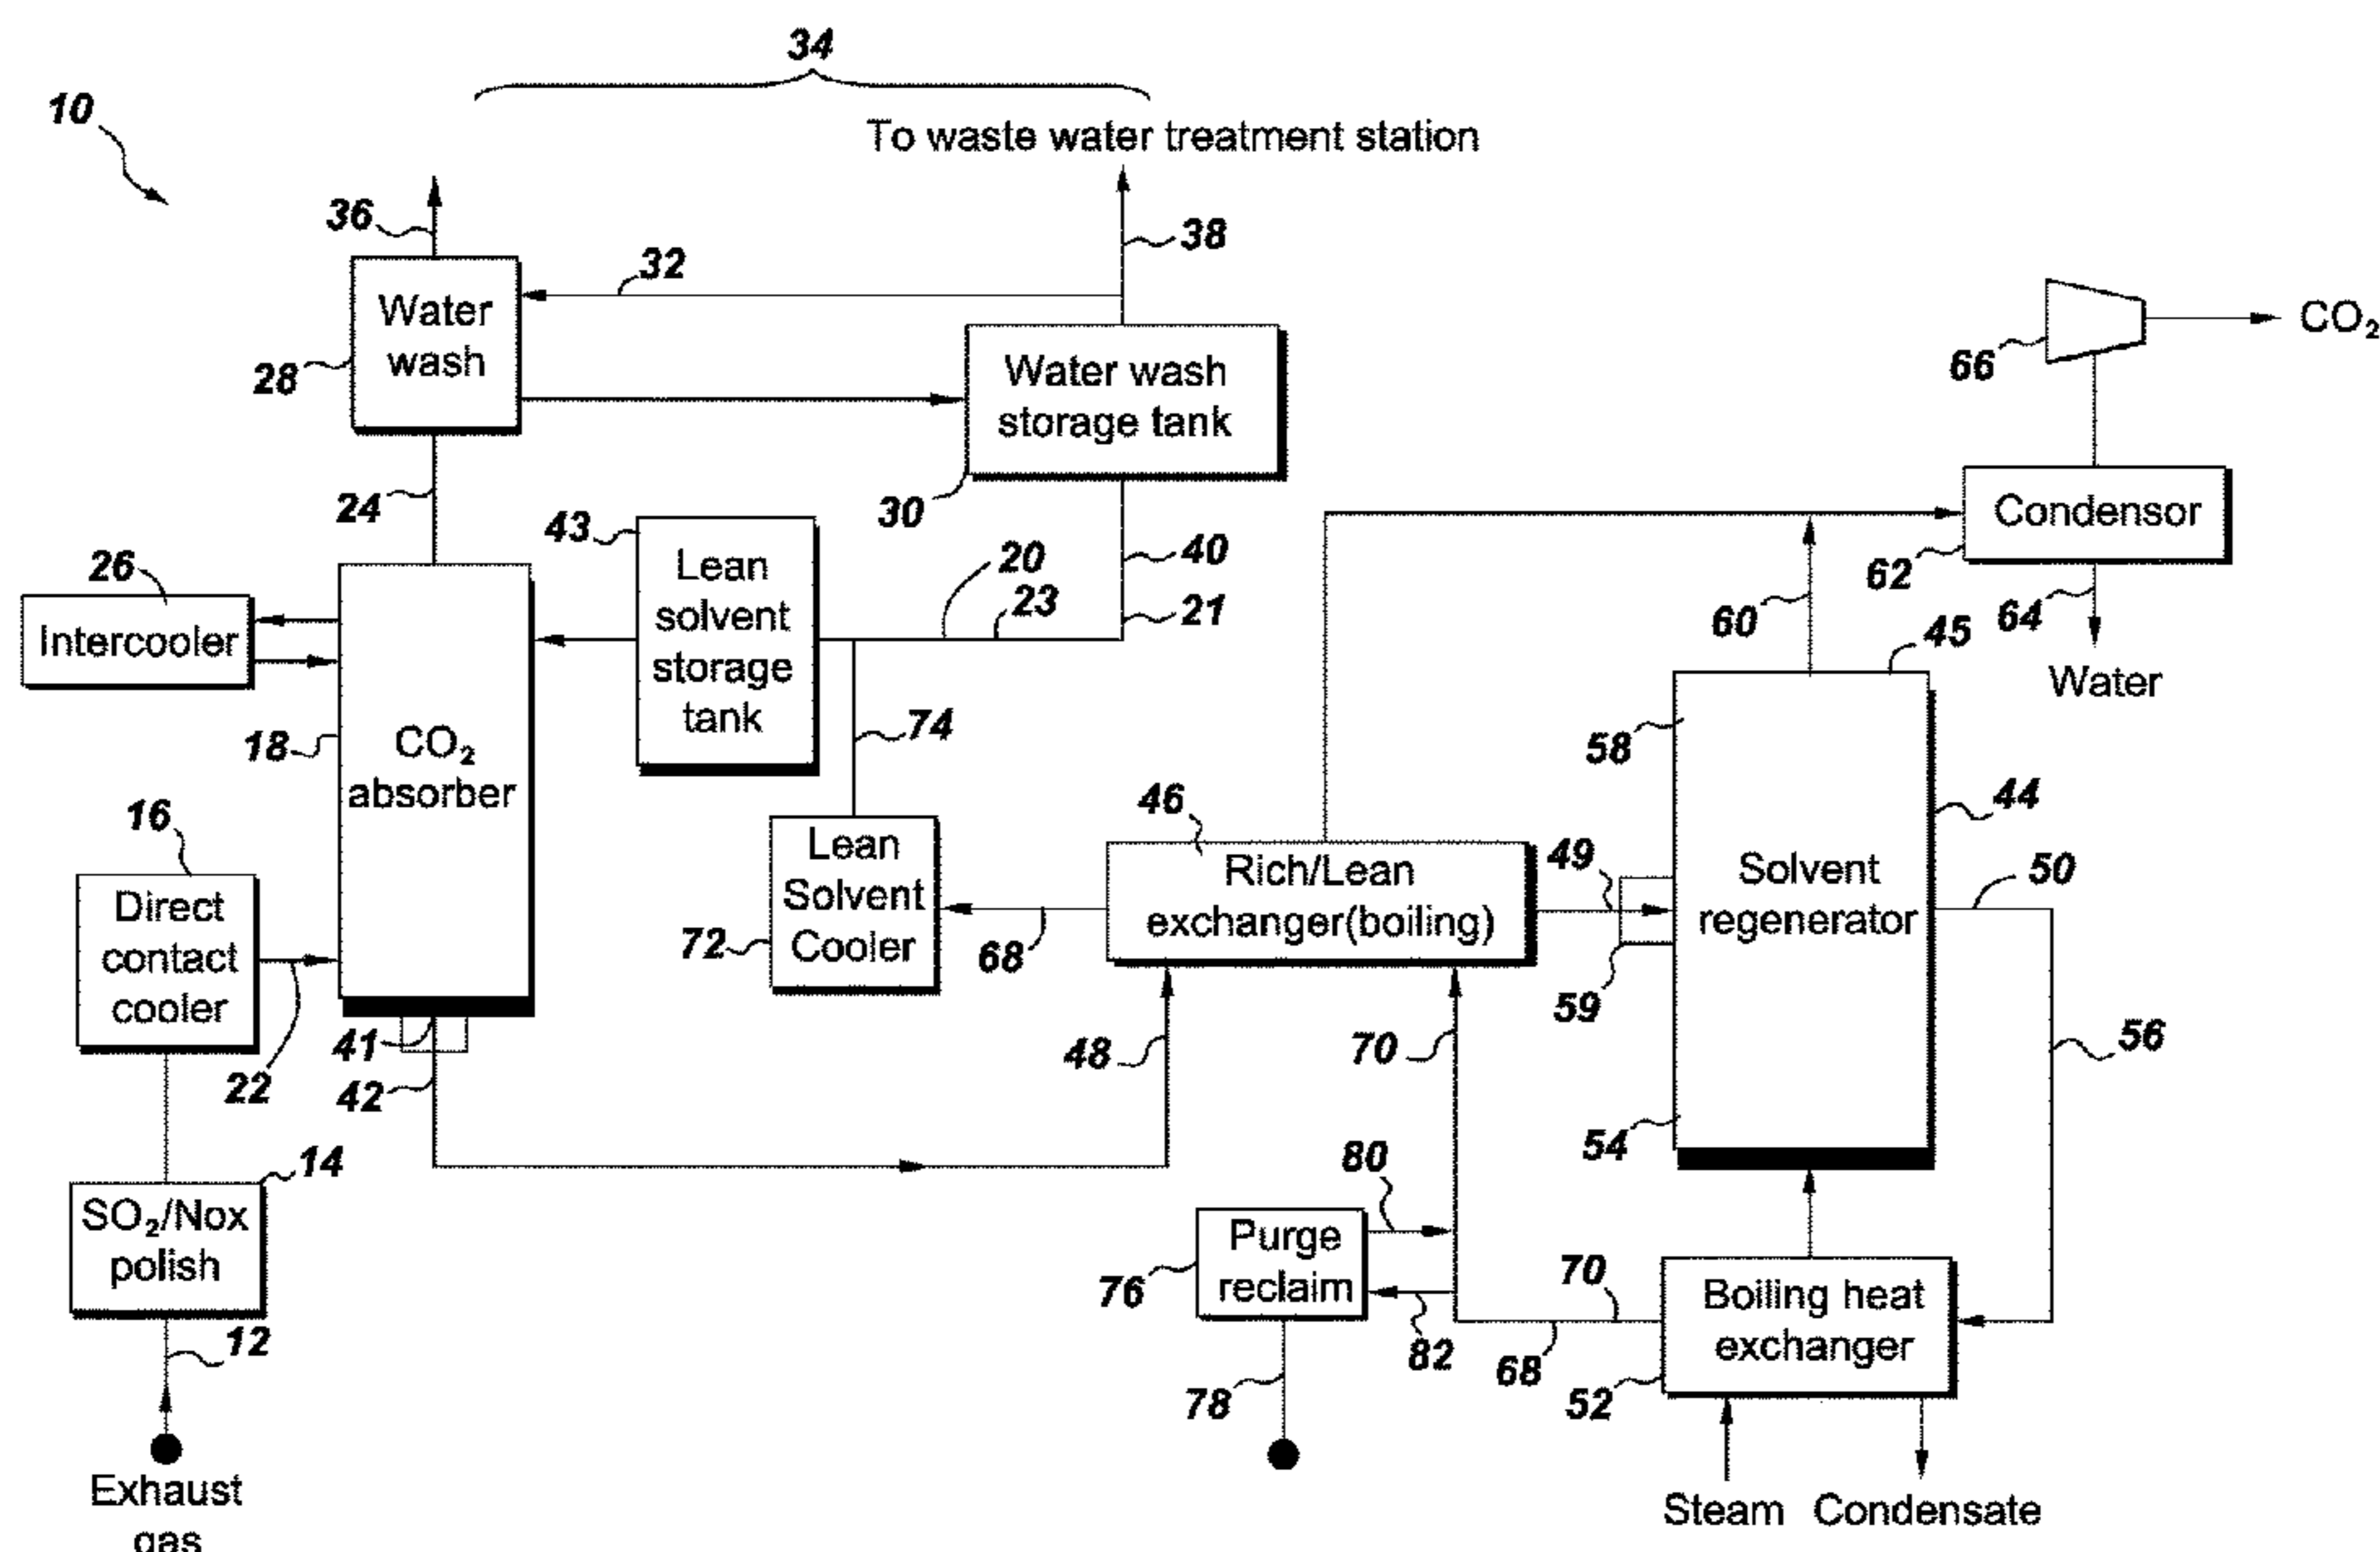 34
10
To waste water treatment station
36
38
32
Water
wash
28
Water wash
storage tank
30
66
CO₂
24
43
Lean
solvent
storage
tank
20
23
40
21
Condensor
62
64
Water
60
45
26
Intercooler
18
CO₂
absorber
74
58
44
16
Direct
contact
cooler
22
Lean
Solvent
Cooler
72
68
46
Rich/Lean
exchanger(boiling)
49
59
Solvent
regenerator
50
41
42
48
70
56
54
14
SO₂/Nox
polish
12
80
Purge
reclaim
76
82
78
70
68
Boiling heat
exchanger
52
Exhaust
gas
Steam
Condensate